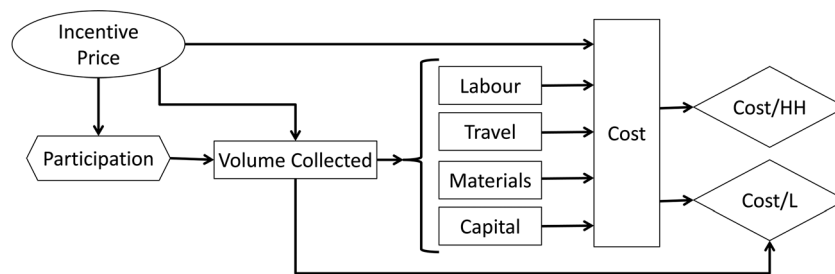 Incentive
Price
Participation
Volume Collected
Labour
Travel
Materials
Capital
Cost
Cost/HH
Cost/L